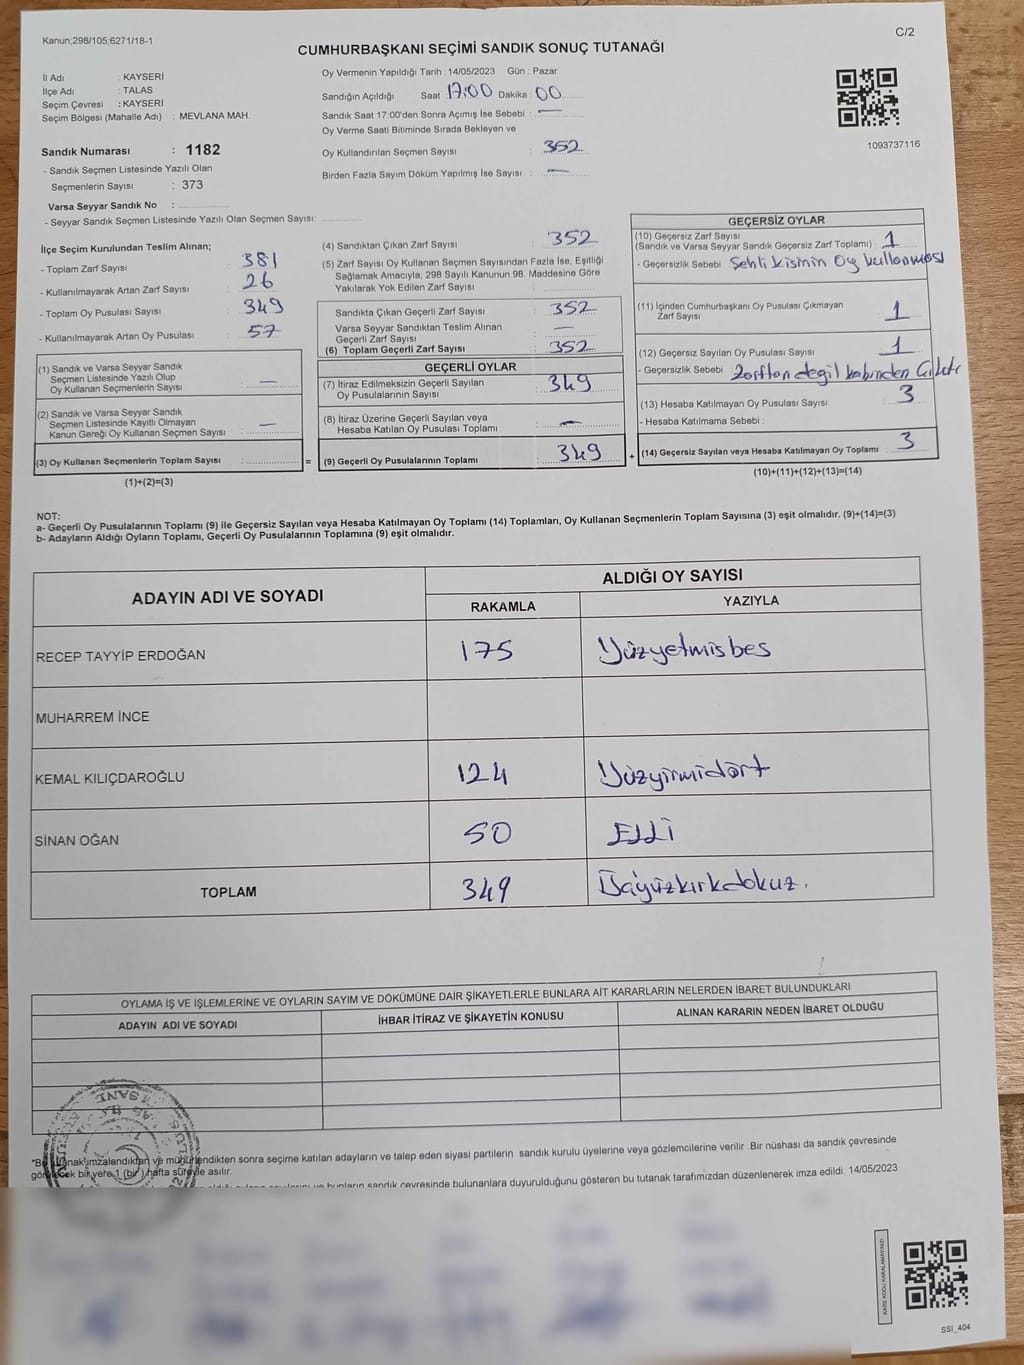 Kanun;298/105;6271/18-1
C/2
CUMHURBAŞKANI SEÇİMİ SANDIK SONUÇ TUTANAĞI
İl Adı : KAYSERİ
İlçe Adı : TALAS
Seçim Çevresi : KAYSERİ
Seçim Bölgesi (Mahalle Adı) : MEVLANA MAH.
Sandık Numarası : 1182
- Sandık Seçmen Listesinde Yazılı Olan
Seçmenlerin Sayısı : 373
Varsa Seyyar Sandık No :
- Seyyar Sandık Seçmen Listesinde Yazılı Olan Seçmen Sayısı:
Oy Vermenin Yapıldığı Tarih : 14/05/2023 Gün : Pazar
Sandığın Açıldığı Saat 17:00 Dakika 00
Sandık Saat 17:00'den Sonra Açımış İse Sebebi : —
Oy Verme Saati Bitiminde Sırada Bekleyen ve
Oy Kullandırılan Seçmen Sayısı : 352
Birden Fazla Sayım Döküm Yapılmış İse Sayısı : —
1093737116
İlçe Seçim Kurulundan Teslim Alınan;
- Toplam Zarf Sayısı : 381
- Kullanılmayarak Artan Zarf Sayısı : 26
- Toplam Oy Pusulası Sayısı : 349
- Kullanılmayarak Artan Oy Pusulası : 57
(1) Sandık ve Varsa Seyyar Sandık
Seçmen Listesinde Yazılı Olup
Oy Kullanan Seçmenlerin Sayısı : —
(2) Sandık ve Varsa Seyyar Sandık
Seçmen Listesinde Kayıtlı Olmayan
Kanun Gereği Oy Kullanan Seçmen Sayısı : —
(3) Oy Kullanan Seçmenlerin Toplam Sayısı :
(1)+(2)=(3)
(4) Sandıktan Çıkan Zarf Sayısı : 352
(5) Zarf Sayısı Oy Kullanan Seçmen Sayısından Fazla İse, Eşitliği
Sağlamak Amacıyla; 298 Sayılı Kanunun 98. Maddesine Göre
Yakılarak Yok Edilen Zarf Sayısı :
Sandıkta Çıkan Geçerli Zarf Sayısı : 352
Varsa Seyyar Sandıktan Teslim Alınan
Geçerli Zarf Sayısı : —
(6) Toplam Geçerli Zarf Sayısı : 352
GEÇERLİ OYLAR
(7) İtiraz Edilmeksizin Geçerli Sayılan
Oy Pusulalarının Sayısı : 349
(8) İtiraz Üzerine Geçerli Sayılan veya
Hesaba Katılan Oy Pusulası Toplamı : —
= (9) Geçerli Oy Pusulalarının Toplamı : 349
GEÇERSİZ OYLAR
(10) Geçersiz Zarf Sayısı
(Sandık ve Varsa Seyyar Sandık Geçersiz Zarf Toplamı) : 1
- Geçersizlik Sebebi : Sehli kisinin Oy kullanması
(11) İçinden Cumhurbaşkanı Oy Pusulası Çıkmayan
Zarf Sayısı : 1
(12) Geçersiz Sayılan Oy Pusulası Sayısı : 1
- Geçersizlik Sebebi : Zarftan degil kabinden Cıktı
(13) Hesaba Katılmayan Oy Pusulası Sayısı : 3
- Hesaba Katılmama Sebebi :
+ (14) Geçersiz Sayılan veya Hesaba Katılmayan Oy Toplamı : 3
(10)+(11)+(12)+(13)=(14)
NOT:
a- Geçerli Oy Pusulalarının Toplamı (9) ile Geçersiz Sayılan veya Hesaba Katılmayan Oy Toplamı (14) Toplamları, Oy Kullanan Seçmenlerin Toplam Sayısına (3) eşit olmalıdır. (9)+(14)=(3)
b- Adayların Aldığı Oyların Toplamı, Geçerli Oy Pusulalarının Toplamına (9) eşit olmalıdır.
ADAYIN ADI VE SOYADI
ALDIĞI OY SAYISI
RAKAMLA YAZIYLA
RECEP TAYYİP ERDOĞAN 175 Yüzyetmisbes
MUHARREM İNCE
KEMAL KILIÇDAROĞLU 124 Yüzyirmidört
SİNAN OĞAN 50 Elli
TOPLAM 349 Üçyüzkırkdokuz.
OYLAMA İŞ VE İŞLEMLERİNE VE OYLARIN SAYIM VE DÖKÜMÜNE DAİR ŞİKAYETLERLE BUNLARA AİT KARARLARIN NELERDEN İBARET BULUNDUKLARI
ADAYIN ADI VE SOYADI İHBAR İTİRAZ VE ŞİKAYETİN KONUSU ALINAN KARARIN NEDEN İBARET OLDUĞU
*Bu tutanak imzalandıktan ve mühürlendikten sonra seçime katılan adayların ve talep eden siyasi partilerin sandık kurulu üyelerine veya gözlemcilerine verilir .Bir nüshası da sandık çevresinde
görülecek bir yere 1 (bir ) hafta süreyle asılır.
bunların sandık çevresinde bulunanlara duyurulduğunu gösteren bu tutanak tarafımızdan düzenlenerek imza edildi. 14/05/2023
KARE KODU KARALAMAYINIZ!
SSI_404